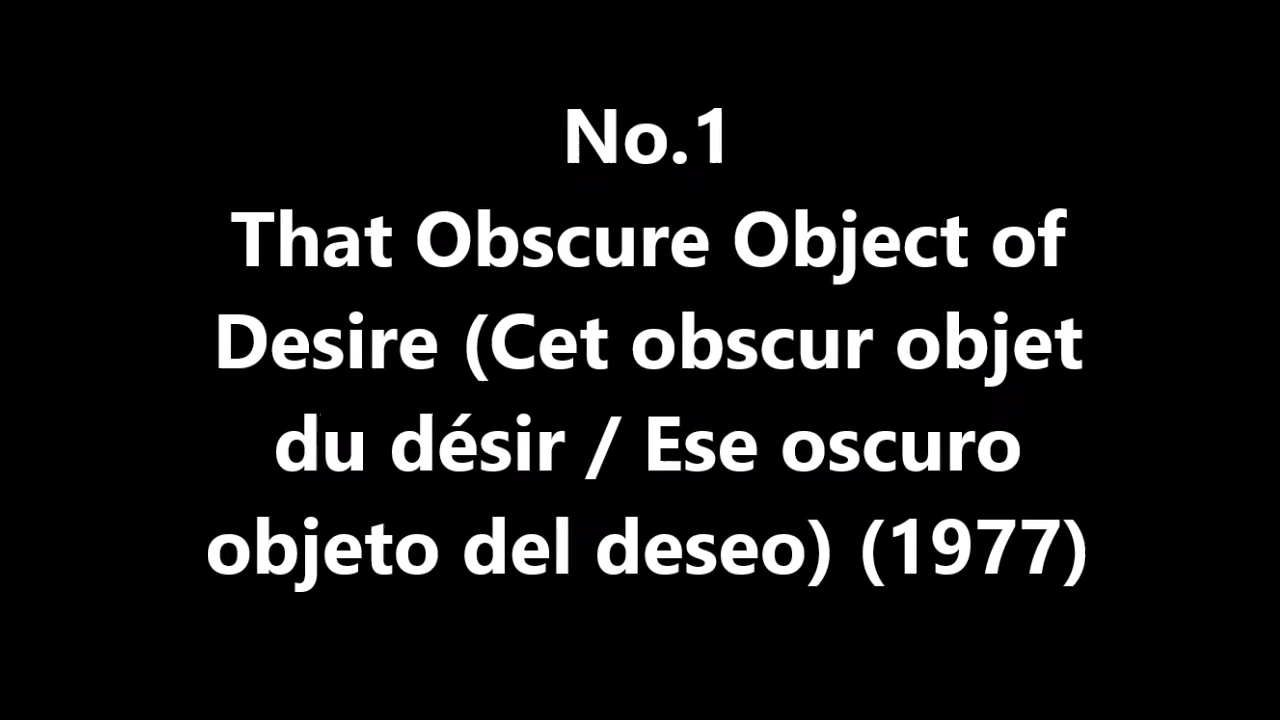 No.1
That Obscure Object of
Desire (Cet obscur objet
du désir / Ese oscuro
objeto del deseo) (1977)